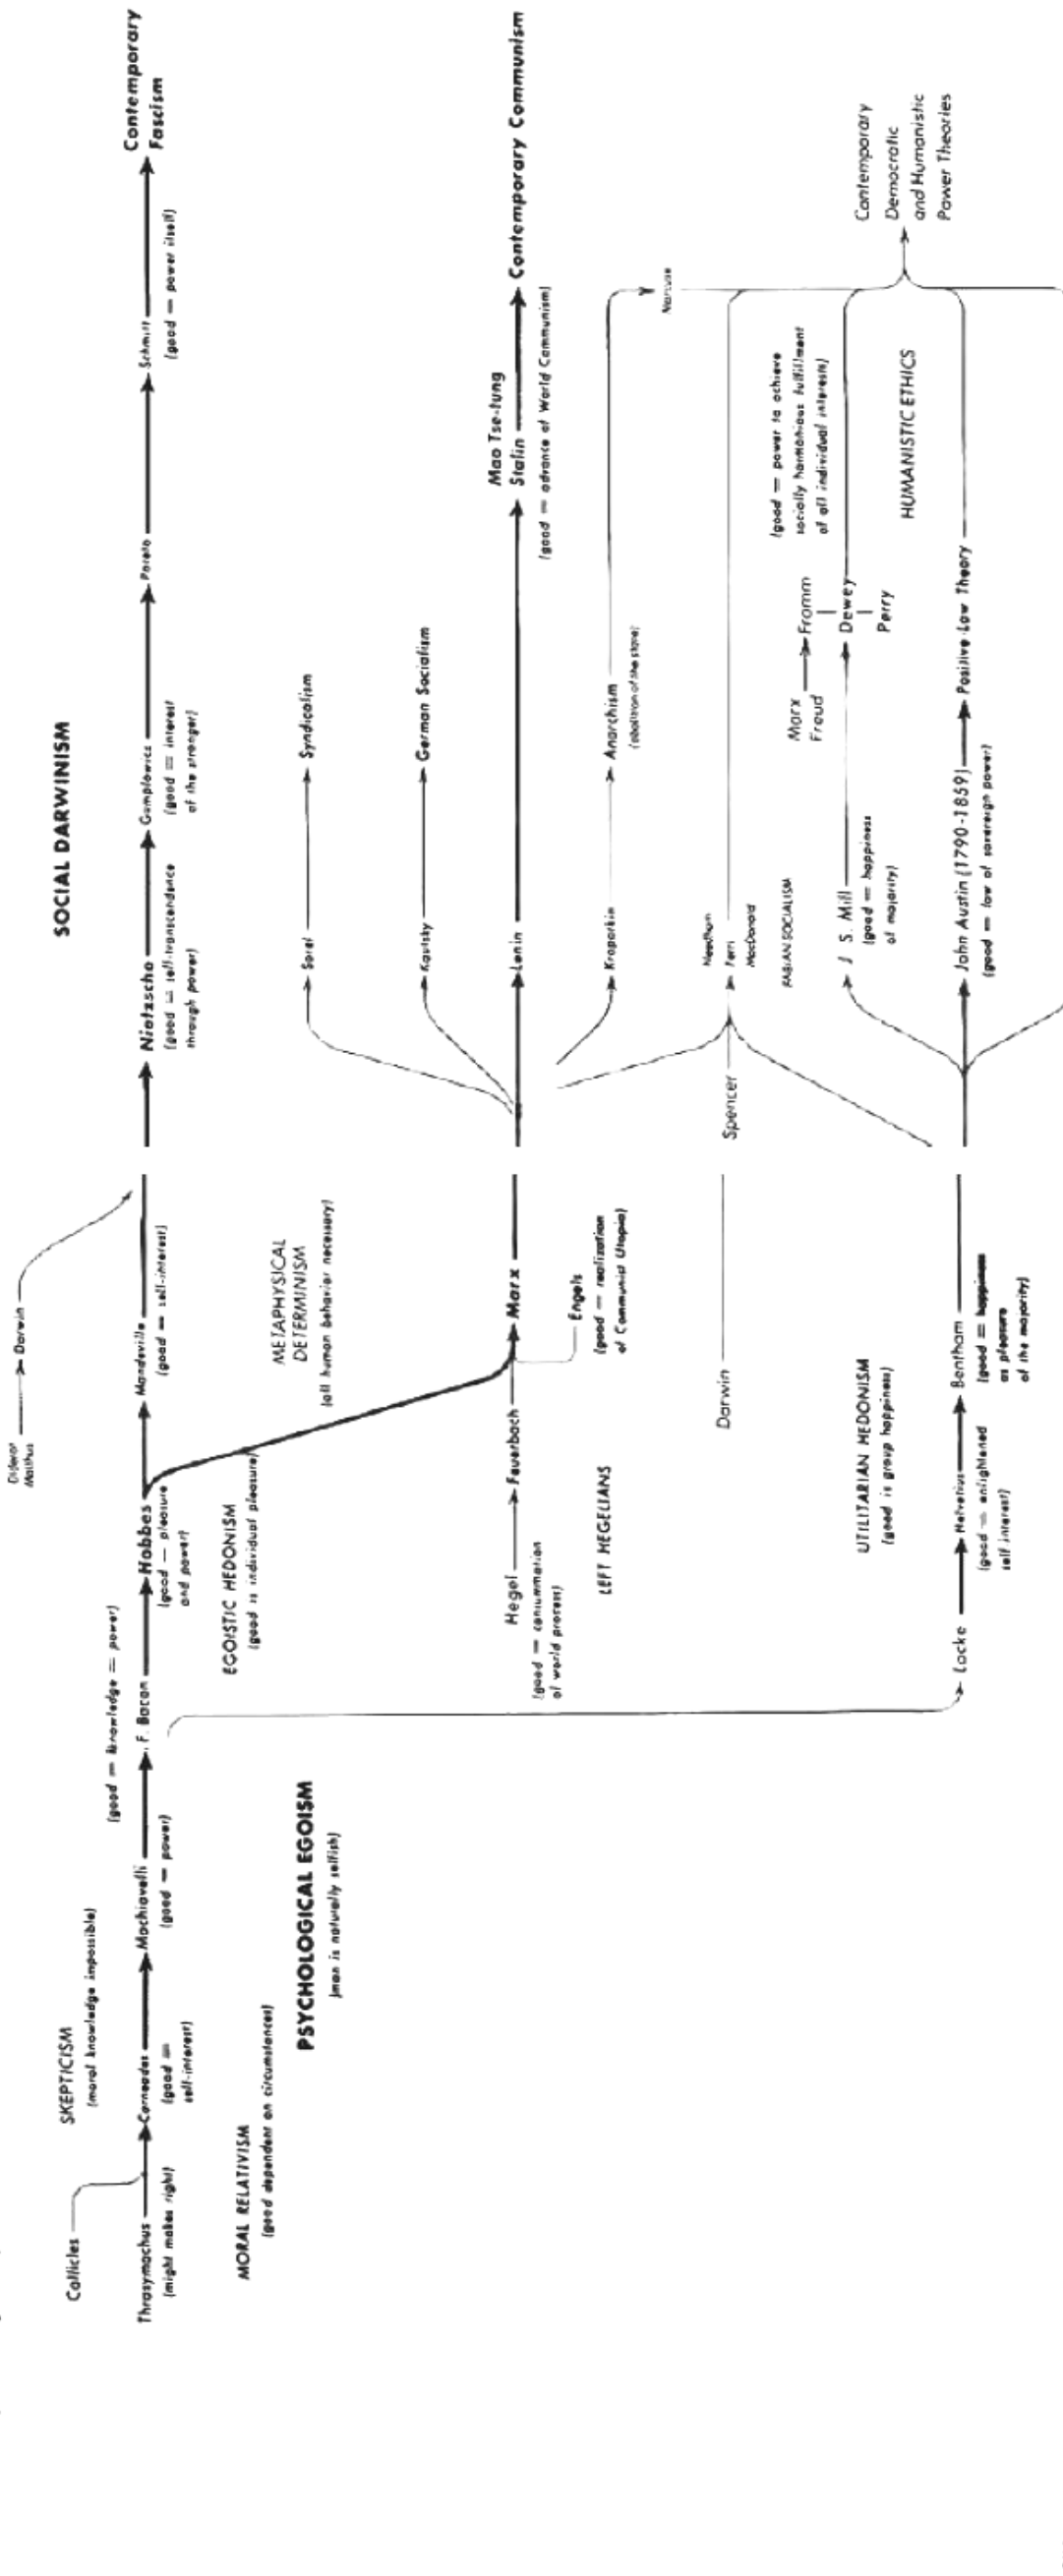 SOCIAL DARWINISM
Darwin
Malthus
Callicles
SKEPTICISM
(moral knowledge impossible)
(good = knowledge = power)
Thrasymachus
Carneades
Machiavelli
F. Bacon
Hobbes
Mandeville
Nietzsche
Gumplowics
Pareto
Schmitt
Contemporary
Fascism
(might makes right)
(good =
self-interest)
(good = power)
(good = pleasure
and power)
(good = self-interest)
(good = self-transcendence
through power)
(good = interest
of the stronger)
(good = power itself)
MORAL RELATIVISM
(good dependent on circumstances)
EGOISTIC HEDONISM
(good is individual pleasure)
METAPHYSICAL
DETERMINISM
(all human behavior necessary)
PSYCHOLOGICAL EGOISM
(man is naturally selfish)
Sorel
Syndicalism
Kautsky
German Socialism
Hegel
Feuerbach
Marx
Lenin
Mao Tse-tung
Stalin
Contemporary Communism
(good = consummation
of world process)
(good = advance of World Communism)
Engels
(good = realization
of Communist Utopia)
LEFT HEGELIANS
Kropotkin
Anarchism
(abolition of the state)
Marcuse
Darwin
Spencer
Needham
Ferri
MacDonald
FABIAN SOCIALISM
Marx
Freud
Fromm
(good = power to achieve
socially harmonious fulfillment
of all individual interests)
J. S. Mill
Dewey
Perry
(good = happiness
of majority)
HUMANISTIC ETHICS
Contemporary
Democratic
and Humanistic
Power Theories
UTILITARIAN HEDONISM
(good is group happiness)
Locke
Helvetius
Bentham
John Austin (1790-1859)
Positive Law Theory
(good = enlightened
self interest)
(good = happiness
as pleasure
of the majority)
(good = law of sovereign power)